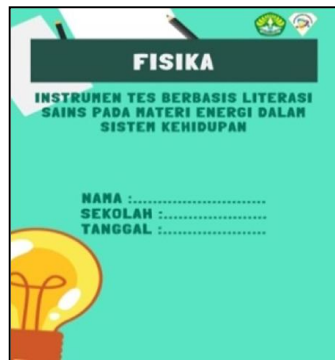 FISIKA
INSTRUMEN TES BERBASIS LITERASI
SAINS PADA MATERI ENERGI DALAM
SISTEM KEHIDUPAN
NAMA :...........................
SEKOLAH :.....................
TANGGAL :.....................